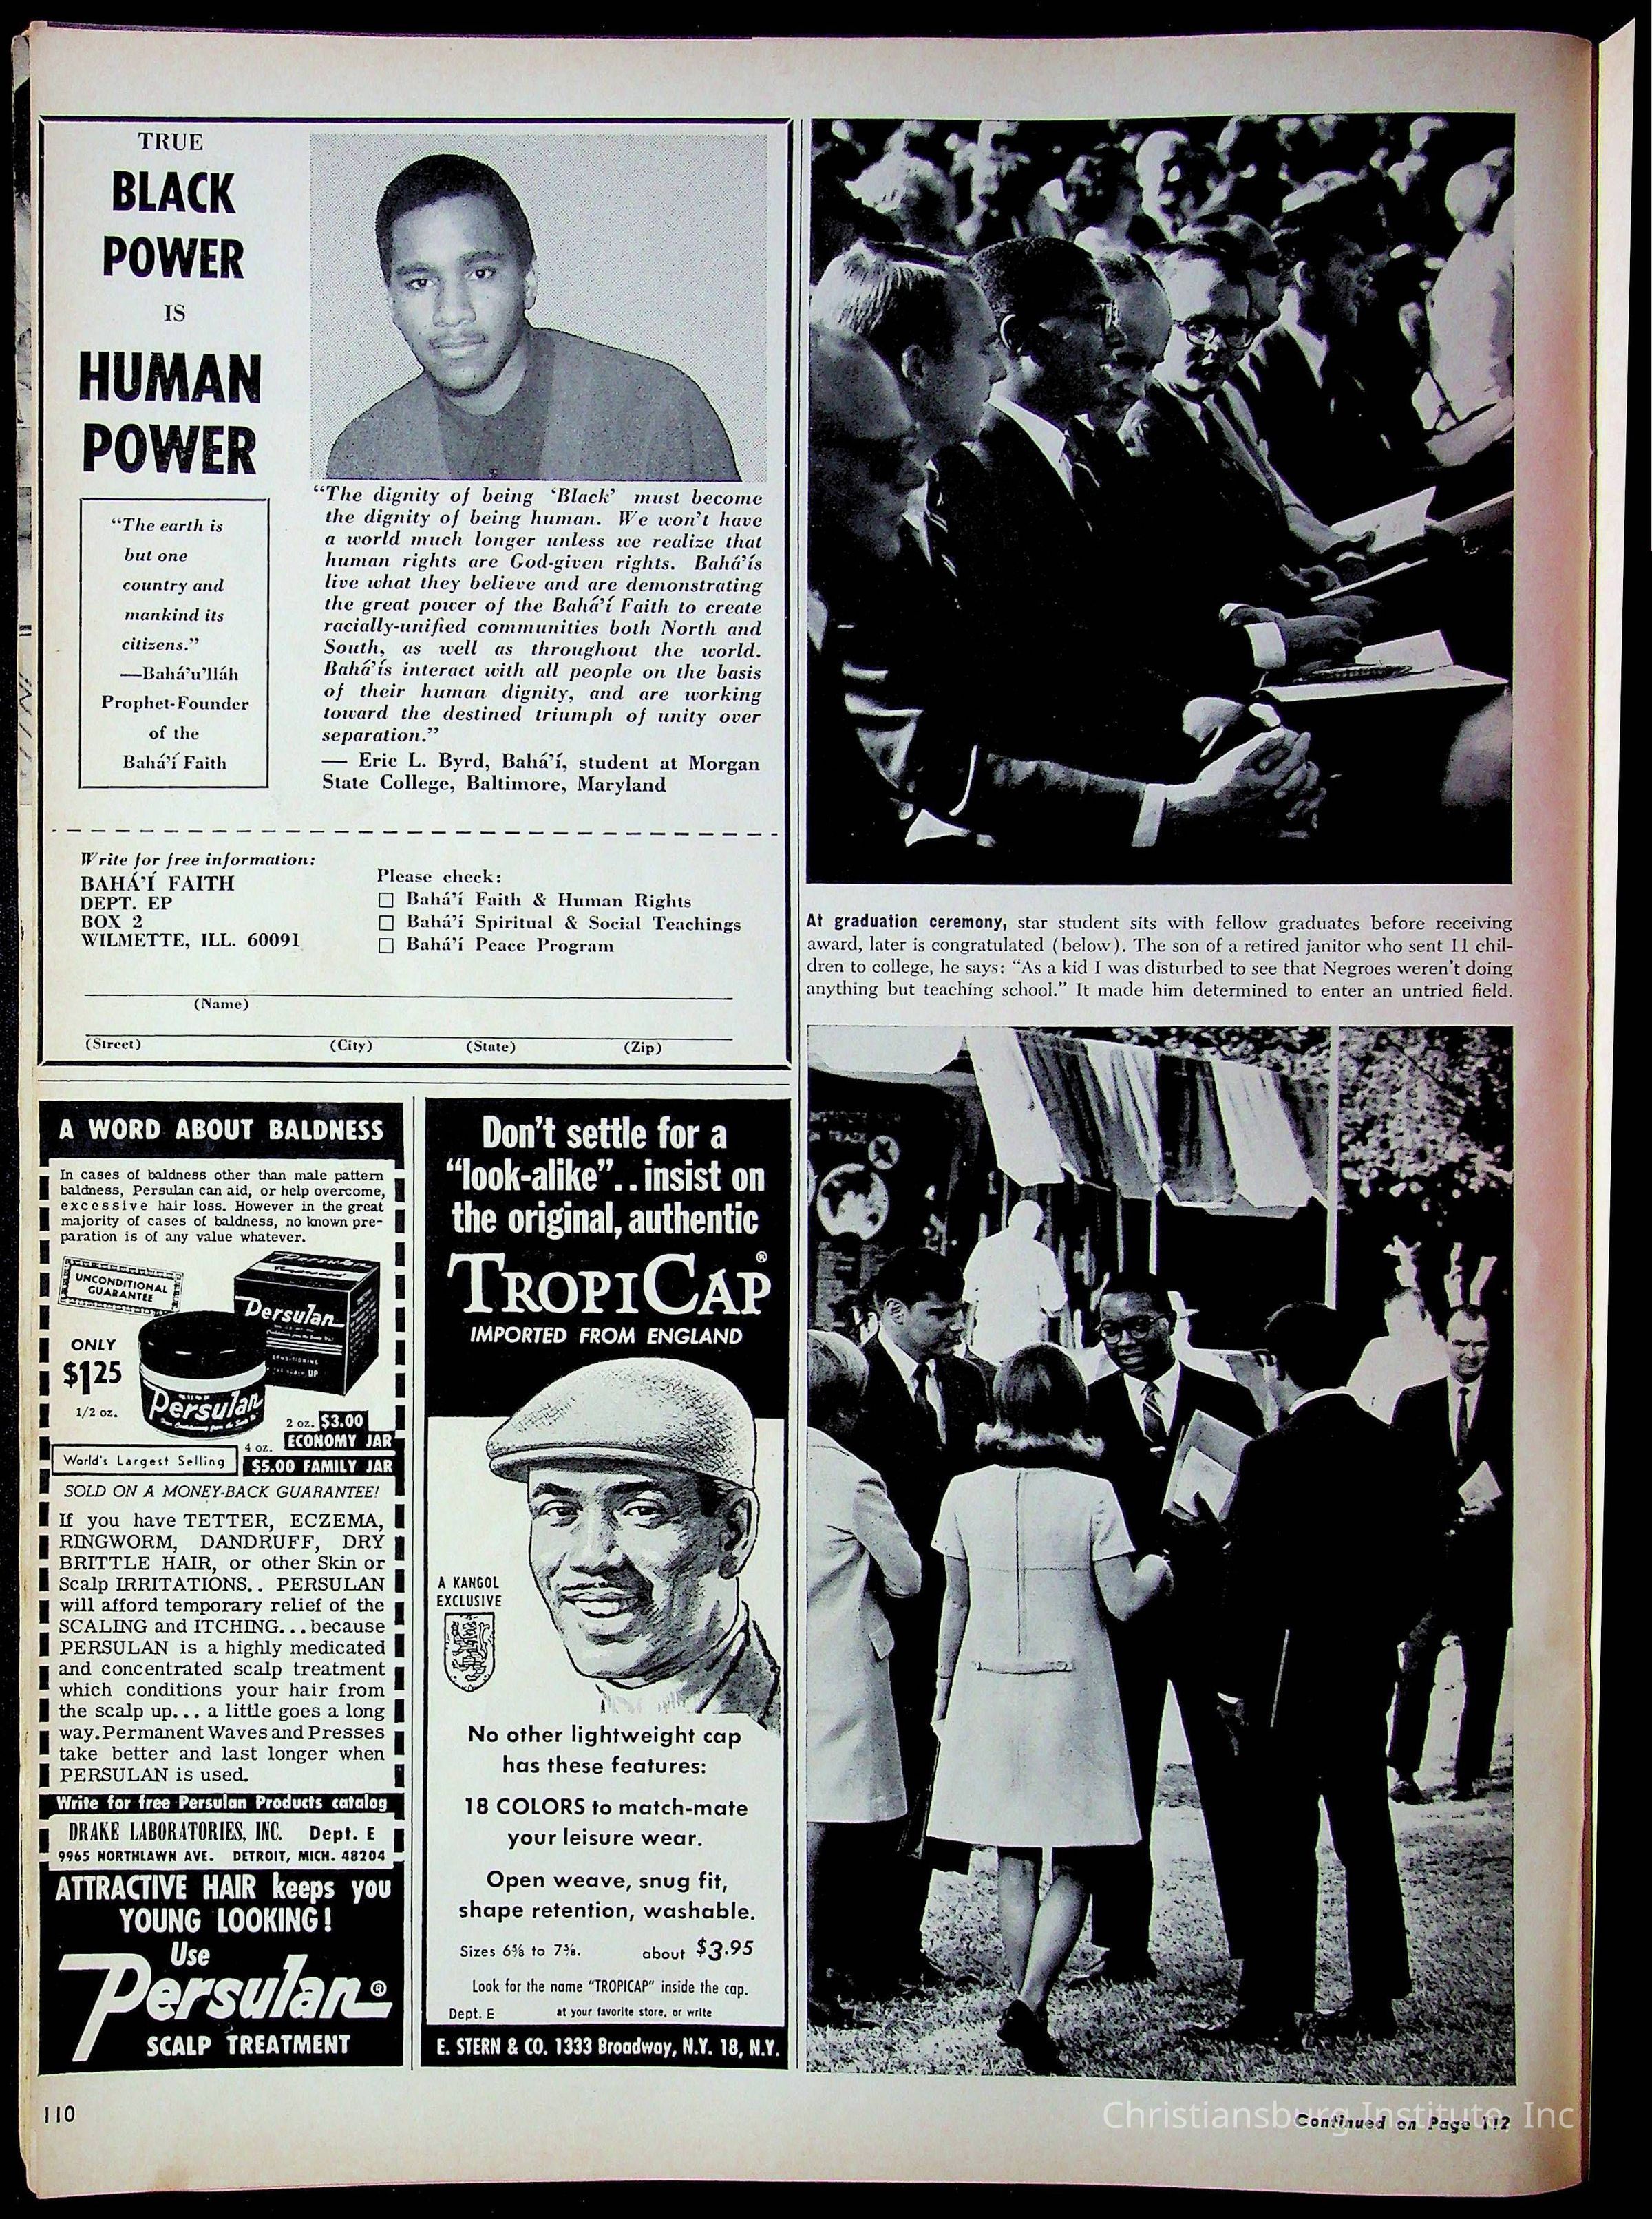 TRUE
BLACK
POWER
IS
HUMAN
POWER
“The earth is
but one
country and
mankind its
citizens.”
—Bahá’u’lláh
Prophet-Founder
of the
Bahá’í Faith
“The dignity of being ‘Black’ must become
the dignity of being human. We won’t have
a world much longer unless we realize that
human rights are God-given rights. Bahá’ís
live what they believe and are demonstrating
the great power of the Bahá’í Faith to create
racially-unified communities both North and
South, as well as throughout the world.
Bahá’ís interact with all people on the basis
of their human dignity, and are working
toward the destined triumph of unity over
separation.”
— Eric L. Byrd, Bahá’í, student at Morgan
State College, Baltimore, Maryland
Write for free information:
BAHÁ’Í FAITH
DEPT. EP
BOX 2
WILMETTE, ILL. 60091
Please check:
☐ Bahá’í Faith & Human Rights
☐ Bahá’í Spiritual & Social Teachings
☐ Bahá’í Peace Program
(Name)
(Street) (City) (State) (Zip)
A WORD ABOUT BALDNESS
In cases of baldness other than male pattern
baldness, Persulan can aid, or help overcome,
excessive hair loss. However in the great
majority of cases of baldness, no known pre-
paration is of any value whatever.
UNCONDITIONAL
GUARANTEE
Persulan
Persulan
CONDITIONING
UP
ONLY
$1.25
1/2 oz.
Persulan
2 oz. $3.00
ECONOMY JAR
4 oz.
$5.00 FAMILY JAR
World's Largest Selling
SOLD ON A MONEY-BACK GUARANTEE!
If you have TETTER, ECZEMA,
RINGWORM, DANDRUFF, DRY
BRITTLE HAIR, or other Skin or
Scalp IRRITATIONS.. PERSULAN
will afford temporary relief of the
SCALING and ITCHING...because
PERSULAN is a highly medicated
and concentrated scalp treatment
which conditions your hair from
the scalp up... a little goes a long
way. Permanent Waves and Presses
take better and last longer when
PERSULAN is used.
Write for free Persulan Products catalog
DRAKE LABORATORIES, INC. Dept. E
9965 NORTHLAWN AVE. DETROIT, MICH. 48204
ATTRACTIVE HAIR keeps you
YOUNG LOOKING!
Use
Persulan®
SCALP TREATMENT
Don't settle for a
“look-alike”..insist on
the original, authentic
TROPICAP®
IMPORTED FROM ENGLAND
A KANGOL
EXCLUSIVE
No other lightweight cap
has these features:
18 COLORS to match-mate
your leisure wear.
Open weave, snug fit,
shape retention, washable.
Sizes 6⅝ to 7⅝. about $3.95
Look for the name “TROPICAP” inside the cap.
Dept. E at your favorite store, or write
E. STERN & CO. 1333 Broadway, N.Y. 18, N.Y.
At graduation ceremony, star student sits with fellow graduates before receiving
award, later is congratulated (below). The son of a retired janitor who sent 11 chil-
dren to college, he says: “As a kid I was disturbed to see that Negroes weren't doing
anything but teaching school.” It made him determined to enter an untried field.
TRADE
110
Continued on Page 112
Christiansburg Institute, Inc